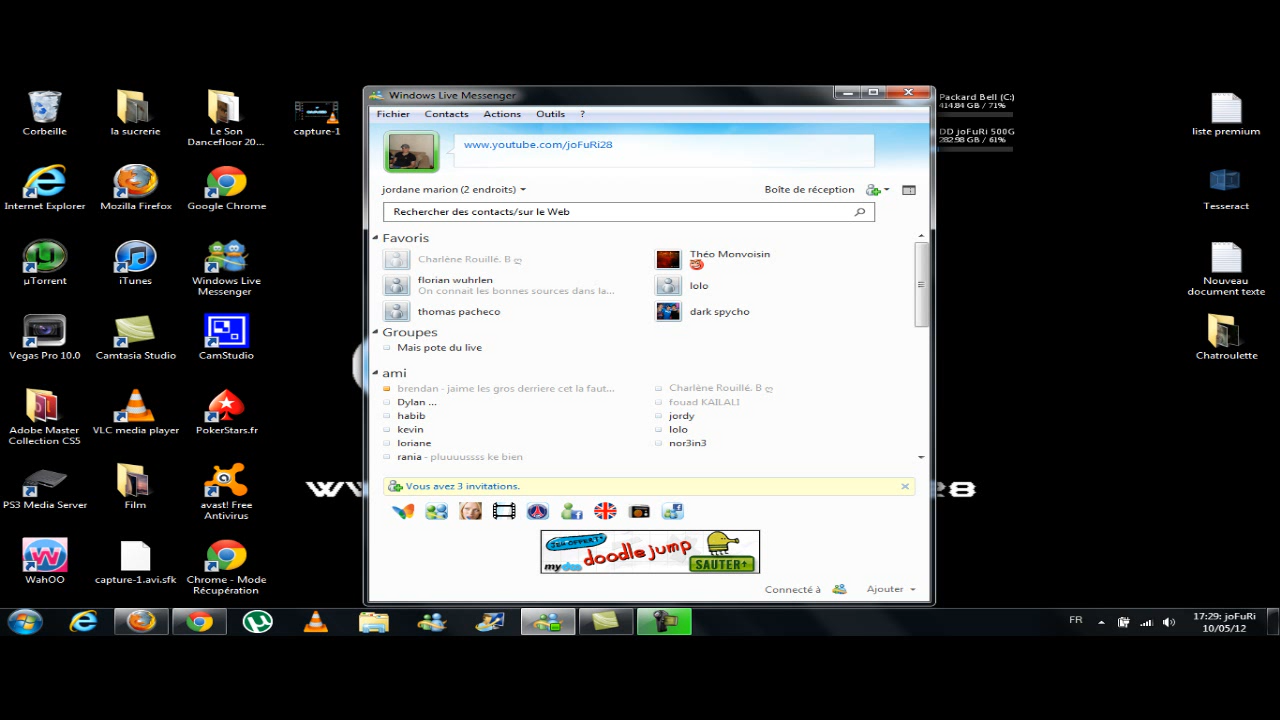 Corbeille
la sucrerie
Le Son
Dancefloor 20...
capture-1
Internet Explorer
Mozilla Firefox
Google Chrome
µTorrent
iTunes
Windows Live
Messenger
Vegas Pro 10.0
Camtasia Studio
CamStudio
Adobe Master
Collection CS5
VLC media player
PokerStars.fr
PS3 Media Server
Film
avast! Free
Antivirus
WahOO
capture-1.avi.sfk
Chrome - Mode
Récupération
Windows Live Messenger
Fichier Contacts Actions Outils ?
www.youtube.com/joFuRi28
jordane marion (2 endroits)
Boîte de réception
Rechercher des contacts/sur le Web
Favoris
Charlène Rouillé. B ღ
Théo Monvoisin
florian wuhrlen
On connait les bonnes sources dans la...
lolo
thomas pacheco
dark spycho
Groupes
Mais pote du live
ami
brendan - jaime les gros derriere cet la faut...
Charlène Rouillé. B ღ
Dylan ...
fouad KAILALI
habib
jordy
kevin
lolo
loriane
nor3in3
rania - pluuuussss ke bien
Vous avez 3 invitations.
JEU OFFERT!
doodle jump
SAUTER
Connecté à
Ajouter
Packard Bell (C:)
414.84 GB / 71%
DD joFuRi 500G
282.98 GB / 61%
liste premium
Tesseract
Nouveau
document texte
Chatroulette
FR
17:29: joFuRi
10/05/12